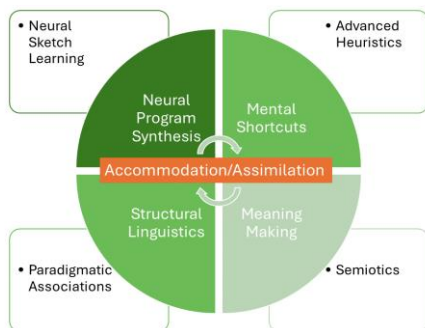 • Neural
Sketch
Learning
• Advanced
Heuristics
Neural
Program
Synthesis
Mental
Shortcuts
Accommodation/Assimilation
Structural
Linguistics
Meaning
Making
• Paradigmatic
Associations
• Semiotics